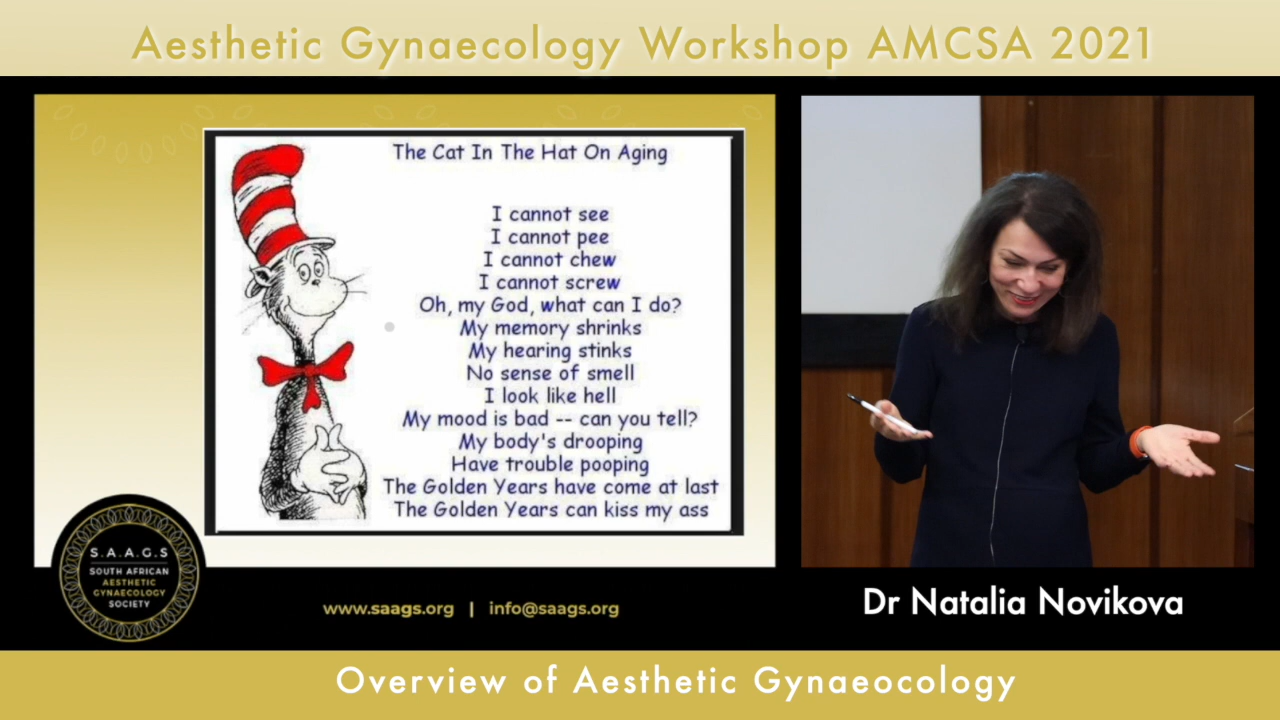 Aesthetic Gynaecology Workshop AMCSA 2021
The Cat In The Hat On Aging
I cannot see
I cannot pee
I cannot chew
I cannot screw
Oh, my God, what can I do?
My memory shrinks
My hearing stinks
No sense of smell
I look like hell
My mood is bad -- can you tell?
My body's drooping
Have trouble pooping
The Golden Years have come at last
The Golden Years can kiss my ass
S.A.A.G.S
SOUTH AFRICAN
AESTHETIC
GYNAECOLOGY
SOCIETY
www.saags.org | info@saags.org
Dr Natalia Novikova
Overview of Aesthetic Gynaeocology